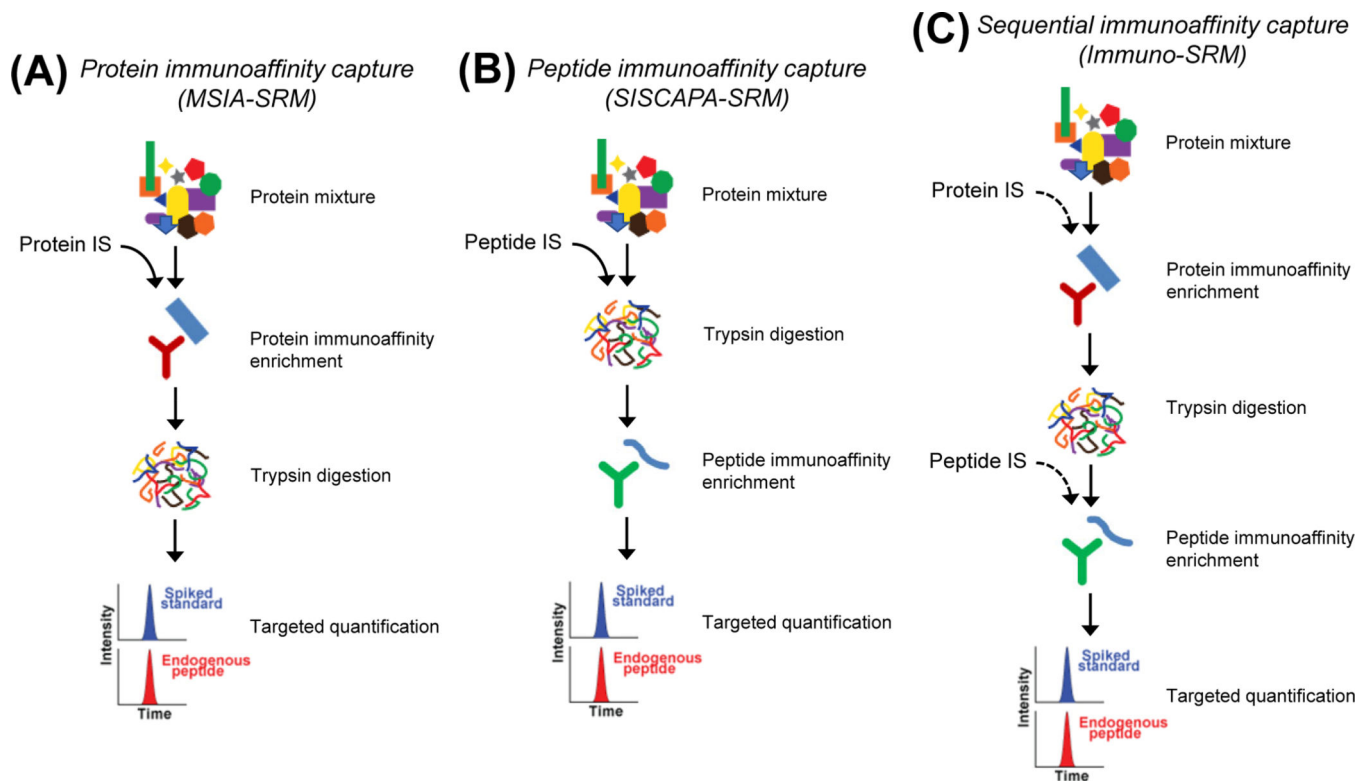 (A)
Protein immunoaffinity capture
(MSIA-SRM)
Protein mixture
Protein IS
Protein immunoaffinity
enrichment
Trypsin digestion
Intensity
Spiked
standard
Targeted quantification
Endogenous
peptide
Time
(B)
Peptide immunoaffinity capture
(SISCAPA-SRM)
Protein mixture
Peptide IS
Trypsin digestion
Peptide immunoaffinity
enrichment
Intensity
Spiked
standard
Targeted quantification
Endogenous
peptide
Time
(C)
Sequential immunoaffinity capture
(Immuno-SRM)
Protein mixture
Protein IS
Protein immunoaffinity
enrichment
Trypsin digestion
Peptide IS
Peptide immunoaffinity
enrichment
Intensity
Spiked
standard
Targeted quantification
Endogenous
peptide
Time